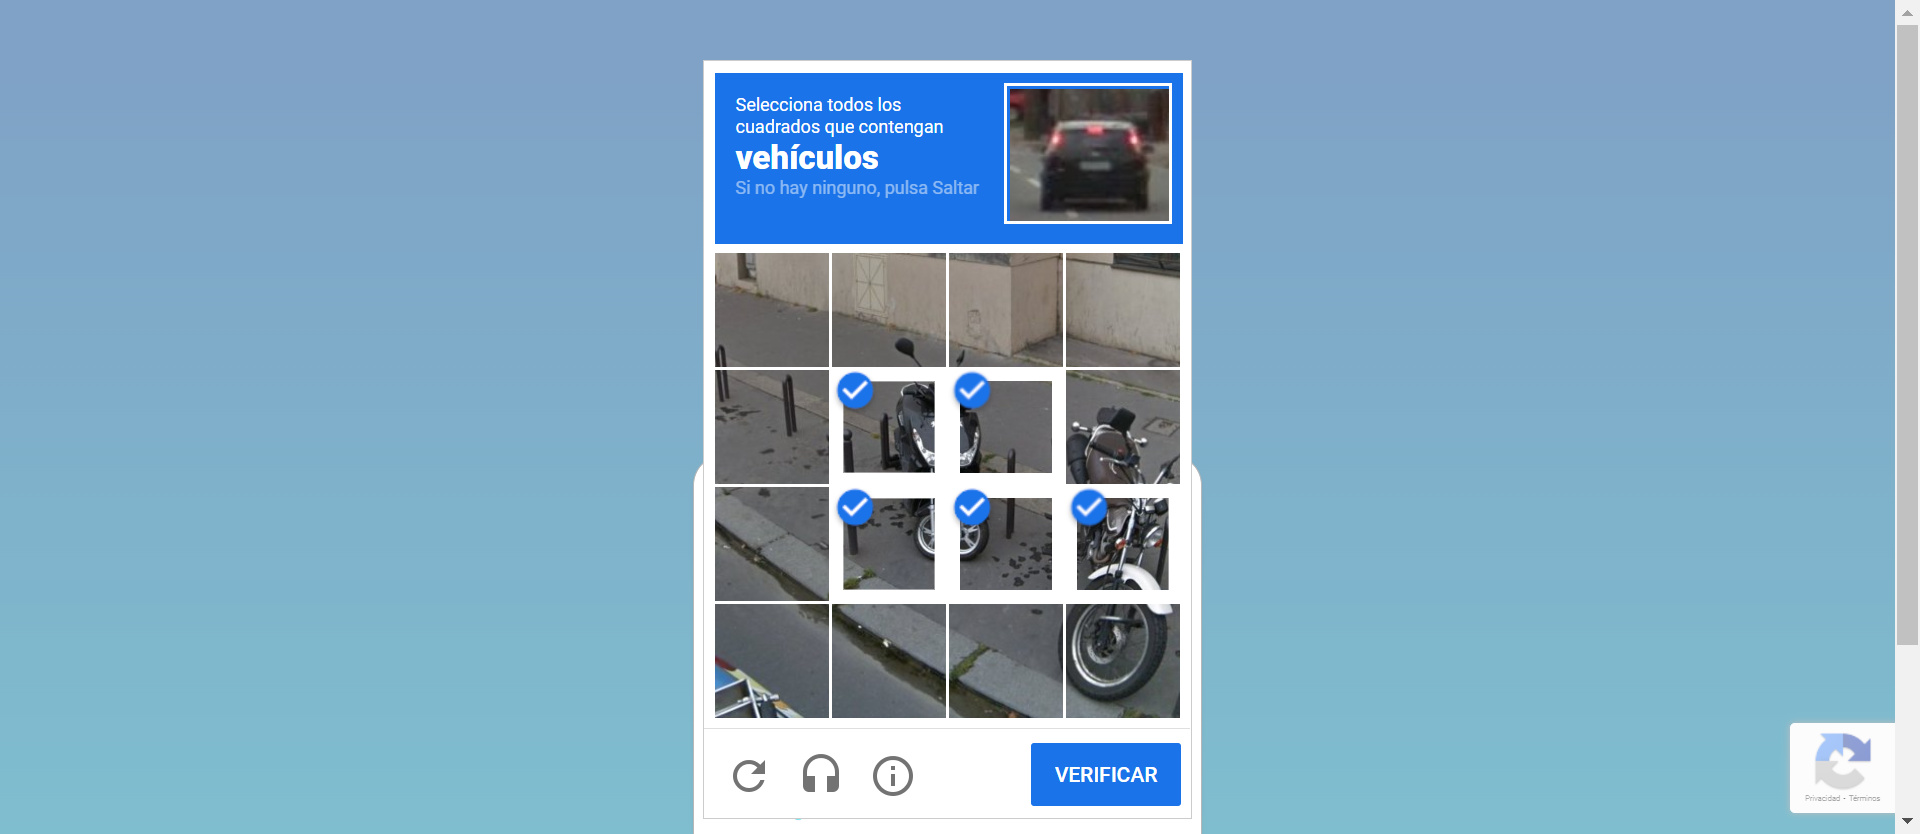 Selecciona todos los
cuadrados que contengan
vehículos
Si no hay ninguno, pulsa Saltar
VERIFICAR
Privacidad - Términos